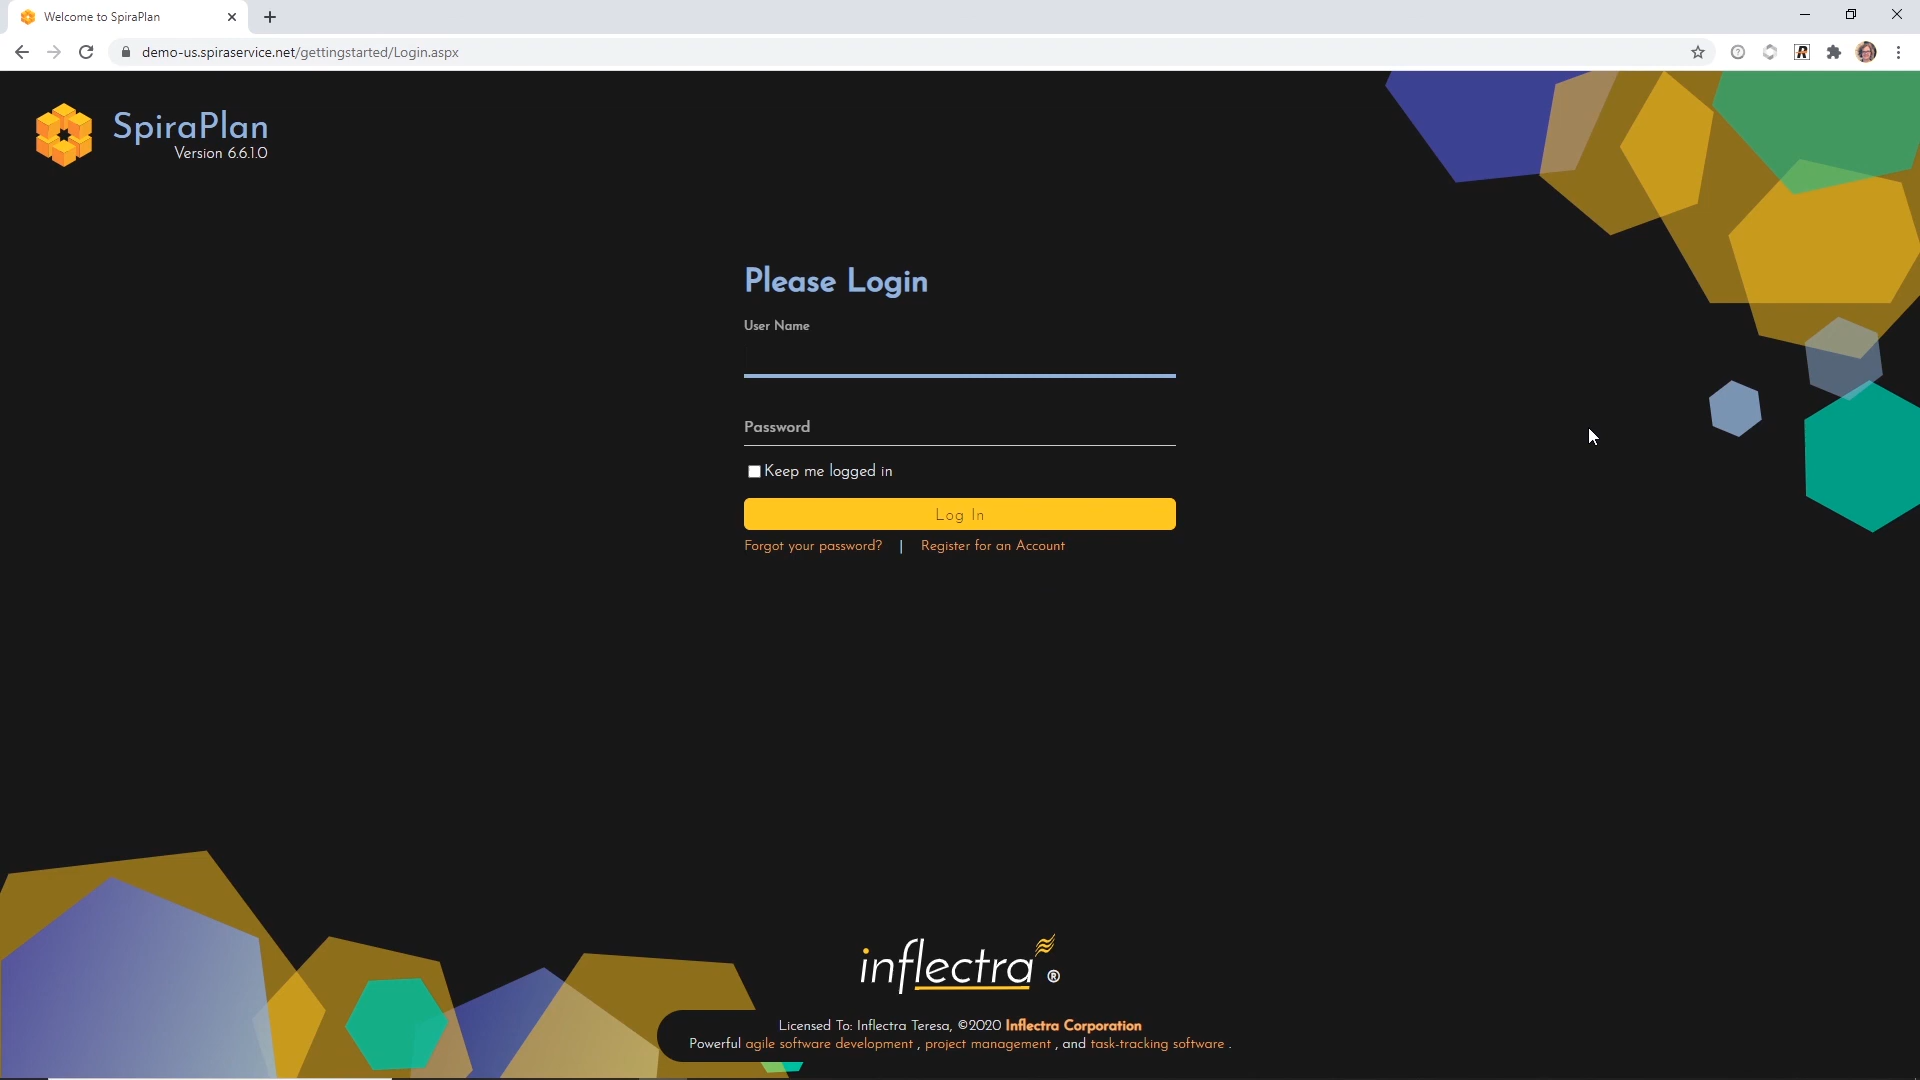 Welcome to SpiraPlan
demo-us.spiraservice.net/gettingstarted/Login.aspx
SpiraPlan
Version 6.6.1.0
Please Login
User Name
Password
Keep me logged in
Log In
Forgot your password? | Register for an Account
inflectra®
Licensed To: Inflectra Teresa, ©2020 Inflectra Corporation
Powerful agile software development , project management , and task-tracking software .